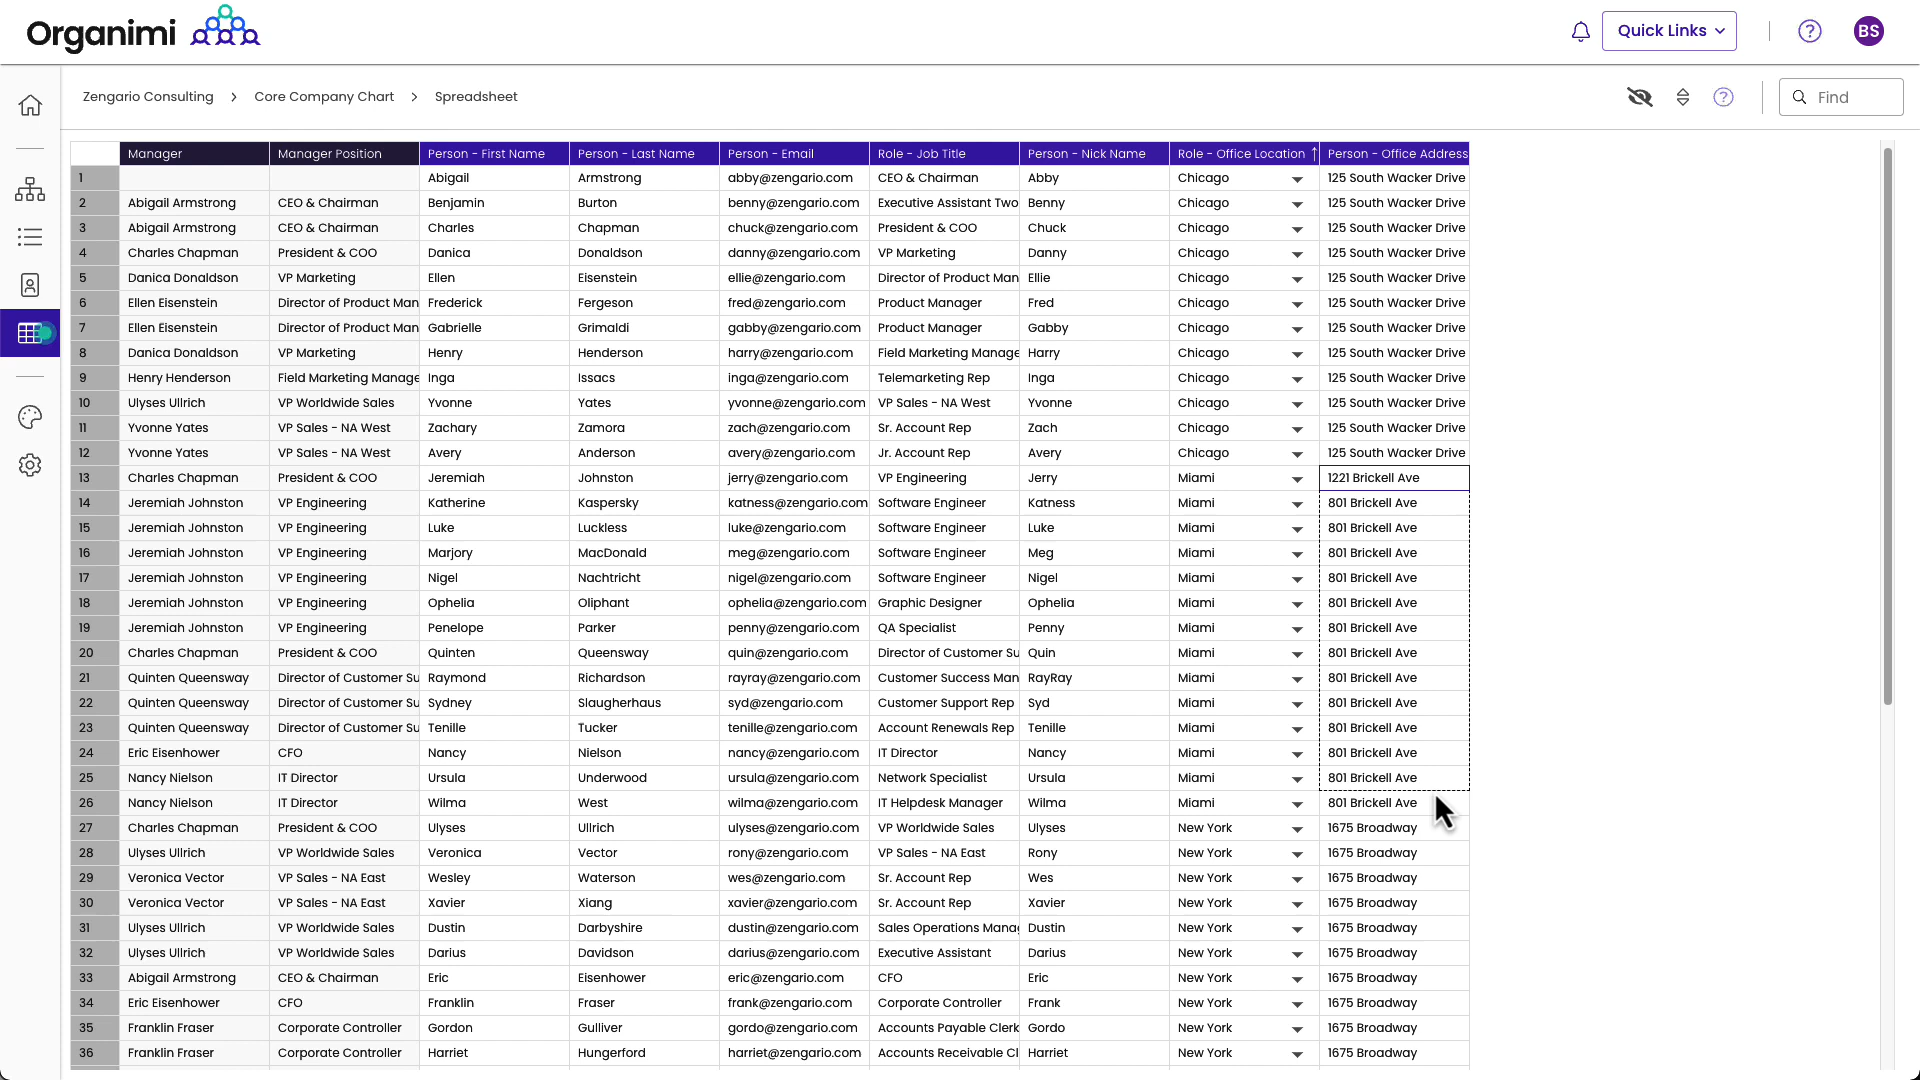 Organimi
Quick Links
?
BS
Zengario Consulting > Core Company Chart > Spreadsheet
?
Find
Manager Manager Position Person - First Name Person - Last Name Person - Email Role - Job Title Person - Nick Name Role - Office Location ↑ Person - Office Address
1 Abigail Armstrong abby@zengario.com CEO & Chairman Abby Chicago 125 South Wacker Drive
2 Abigail Armstrong CEO & Chairman Benjamin Burton benny@zengario.com Executive Assistant Two Benny Chicago 125 South Wacker Drive
3 Abigail Armstrong CEO & Chairman Charles Chapman chuck@zengario.com President & COO Chuck Chicago 125 South Wacker Drive
4 Charles Chapman President & COO Danica Donaldson danny@zengario.com VP Marketing Danny Chicago 125 South Wacker Drive
5 Danica Donaldson VP Marketing Ellen Eisenstein ellie@zengario.com Director of Product Man Ellie Chicago 125 South Wacker Drive
6 Ellen Eisenstein Director of Product Man Frederick Fergeson fred@zengario.com Product Manager Fred Chicago 125 South Wacker Drive
7 Ellen Eisenstein Director of Product Man Gabrielle Grimaldi gabby@zengario.com Product Manager Gabby Chicago 125 South Wacker Drive
8 Danica Donaldson VP Marketing Henry Henderson harry@zengario.com Field Marketing Manage Harry Chicago 125 South Wacker Drive
9 Henry Henderson Field Marketing Manage Inga Issacs inga@zengario.com Telemarketing Rep Inga Chicago 125 South Wacker Drive
10 Ulyses Ullrich VP Worldwide Sales Yvonne Yates yvonne@zengario.com VP Sales - NA West Yvonne Chicago 125 South Wacker Drive
11 Yvonne Yates VP Sales - NA West Zachary Zamora zach@zengario.com Sr. Account Rep Zach Chicago 125 South Wacker Drive
12 Yvonne Yates VP Sales - NA West Avery Anderson avery@zengario.com Jr. Account Rep Avery Chicago 125 South Wacker Drive
13 Charles Chapman President & COO Jeremiah Johnston jerry@zengario.com VP Engineering Jerry Miami 1221 Brickell Ave
14 Jeremiah Johnston VP Engineering Katherine Kaspersky katness@zengario.com Software Engineer Katness Miami 801 Brickell Ave
15 Jeremiah Johnston VP Engineering Luke Luckless luke@zengario.com Software Engineer Luke Miami 801 Brickell Ave
16 Jeremiah Johnston VP Engineering Marjory MacDonald meg@zengario.com Software Engineer Meg Miami 801 Brickell Ave
17 Jeremiah Johnston VP Engineering Nigel Nachtricht nigel@zengario.com Software Engineer Nigel Miami 801 Brickell Ave
18 Jeremiah Johnston VP Engineering Ophelia Oliphant ophelia@zengario.com Graphic Designer Ophelia Miami 801 Brickell Ave
19 Jeremiah Johnston VP Engineering Penelope Parker penny@zengario.com QA Specialist Penny Miami 801 Brickell Ave
20 Charles Chapman President & COO Quinten Queensway quin@zengario.com Director of Customer Su Quin Miami 801 Brickell Ave
21 Quinten Queensway Director of Customer Su Raymond Richardson rayray@zengario.com Customer Success Man RayRay Miami 801 Brickell Ave
22 Quinten Queensway Director of Customer Su Sydney Slaugherhaus syd@zengario.com Customer Support Rep Syd Miami 801 Brickell Ave
23 Quinten Queensway Director of Customer Su Tenille Tucker tenille@zengario.com Account Renewals Rep Tenille Miami 801 Brickell Ave
24 Eric Eisenhower CFO Nancy Nielson nancy@zengario.com IT Director Nancy Miami 801 Brickell Ave
25 Nancy Nielson IT Director Ursula Underwood ursula@zengario.com Network Specialist Ursula Miami 801 Brickell Ave
26 Nancy Nielson IT Director Wilma West wilma@zengario.com IT Helpdesk Manager Wilma Miami 801 Brickell Ave
27 Charles Chapman President & COO Ulyses Ullrich ulyses@zengario.com VP Worldwide Sales Ulyses New York 1675 Broadway
28 Ulyses Ullrich VP Worldwide Sales Veronica Vector rony@zengario.com VP Sales - NA East Rony New York 1675 Broadway
29 Veronica Vector VP Sales - NA East Wesley Waterson wes@zengario.com Sr. Account Rep Wes New York 1675 Broadway
30 Veronica Vector VP Sales - NA East Xavier Xiang xavier@zengario.com Sr. Account Rep Xavier New York 1675 Broadway
31 Ulyses Ullrich VP Worldwide Sales Dustin Darbyshire dustin@zengario.com Sales Operations Mana Dustin New York 1675 Broadway
32 Ulyses Ullrich VP Worldwide Sales Darius Davidson darius@zengario.com Executive Assistant Darius New York 1675 Broadway
33 Abigail Armstrong CEO & Chairman Eric Eisenhower eric@zengario.com CFO Eric New York 1675 Broadway
34 Eric Eisenhower CFO Franklin Fraser frank@zengario.com Corporate Controller Frank New York 1675 Broadway
35 Franklin Fraser Corporate Controller Gordon Gulliver gordo@zengario.com Accounts Payable Clerk Gordo New York 1675 Broadway
36 Franklin Fraser Corporate Controller Harriet Hungerford harriet@zengario.com Accounts Receivable Cl Harriet New York 1675 Broadway